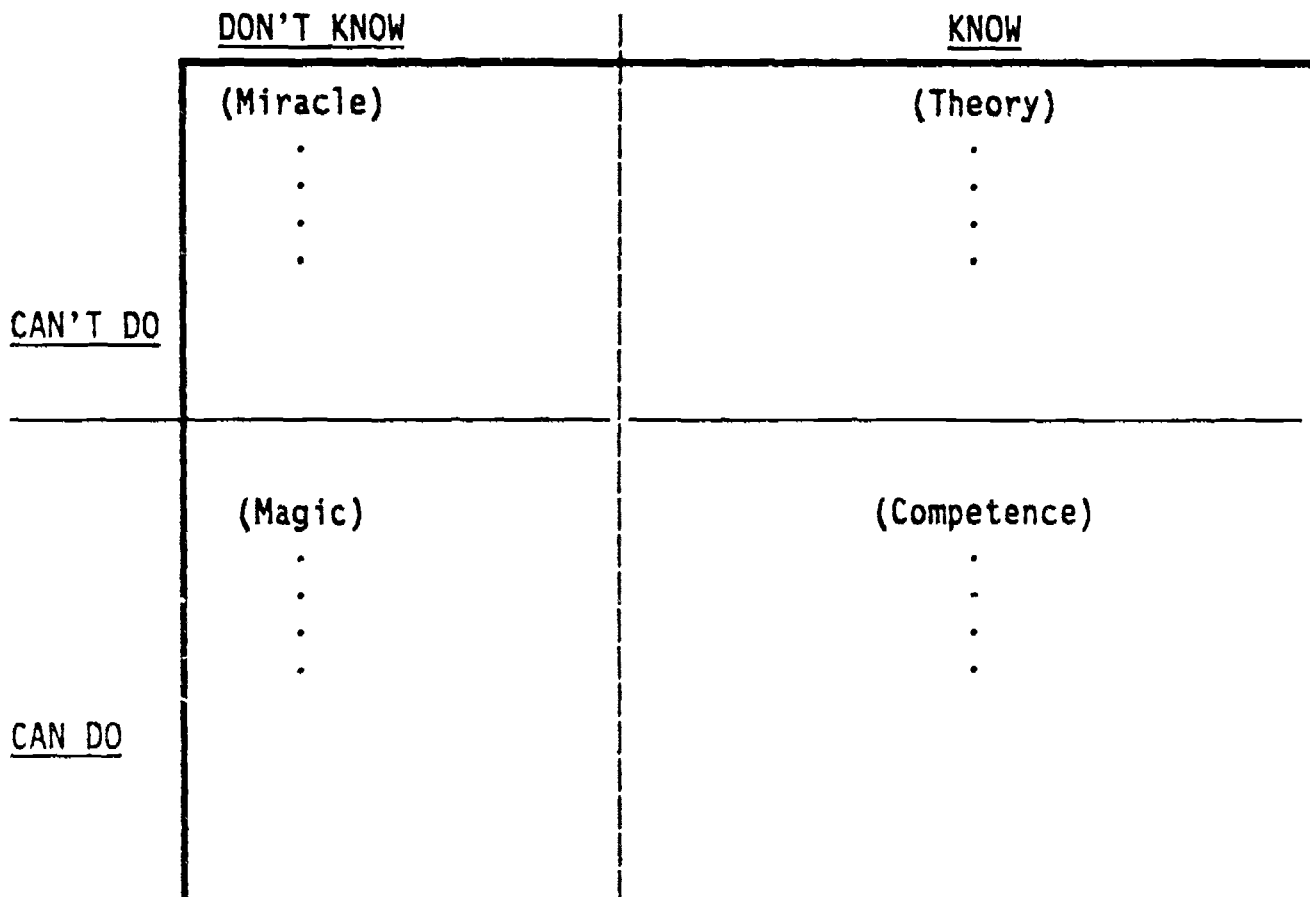 DON'T KNOW KNOW
(Miracle) (Theory)
CAN'T DO
(Magic) (Competence)
CAN DO